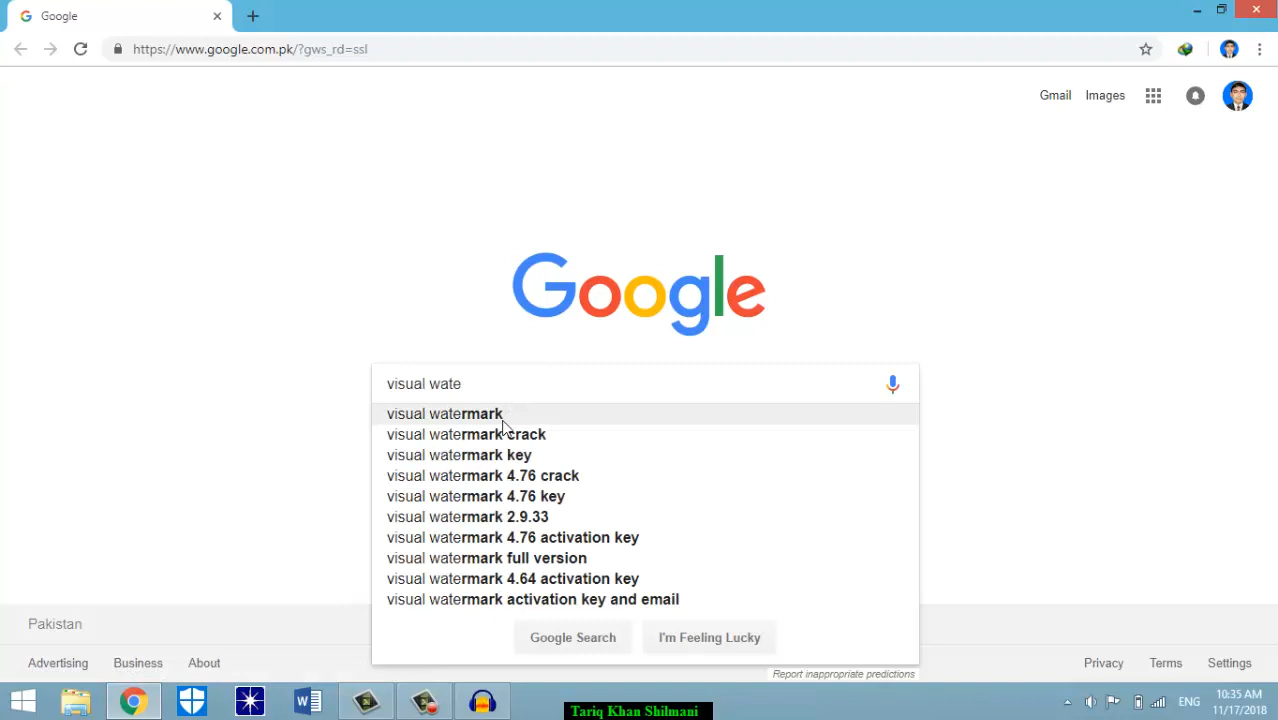 Google
https://www.google.com.pk/?gws_rd=ssl
Gmail Images
Google
visual wate
visual watermark
visual watermark crack
visual watermark key
visual watermark 4.76 crack
visual watermark 4.76 key
visual watermark 2.9.33
visual watermark 4.76 activation key
visual watermark full version
visual watermark 4.64 activation key
visual watermark activation key and email
Google Search I'm Feeling Lucky
Report inappropriate predictions
Pakistan
Advertising Business About Privacy Terms Settings
ENG
10:35 AM
11/17/2018
Tariq Khan Shilmani